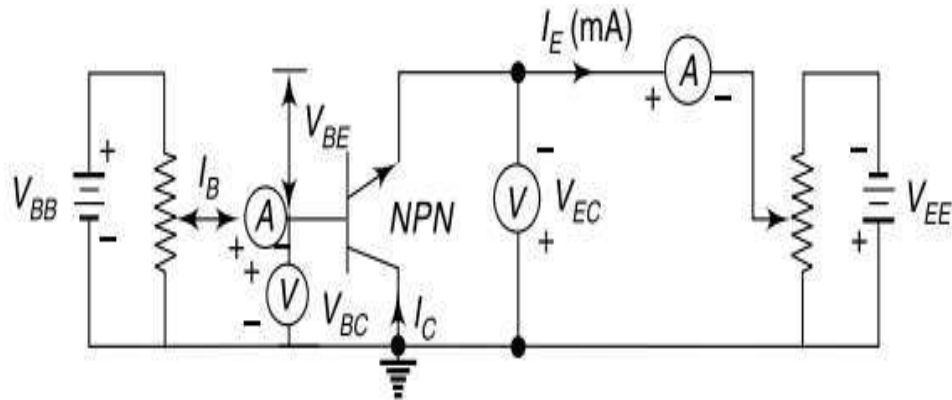 I_E (mA)
A
+ -
V_BE
+
V_BB
-
I_B
A
+
-
NPN
-
V
+
V_EC
-
V_EE
+
+
V
-
V_BC
I_C